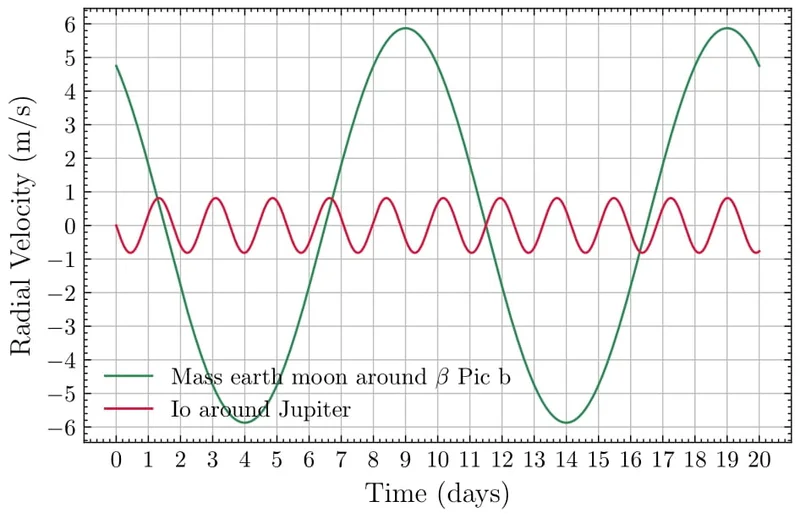 Radial Velocity (m/s)
6
5
4
3
2
1
0
−1
−2
−3
−4
−5
−6
Mass earth moon around β Pic b
Io around Jupiter
0 1 2 3 4 5 6 7 8 9 10 11 12 13 14 15 16 17 18 19 20
Time (days)